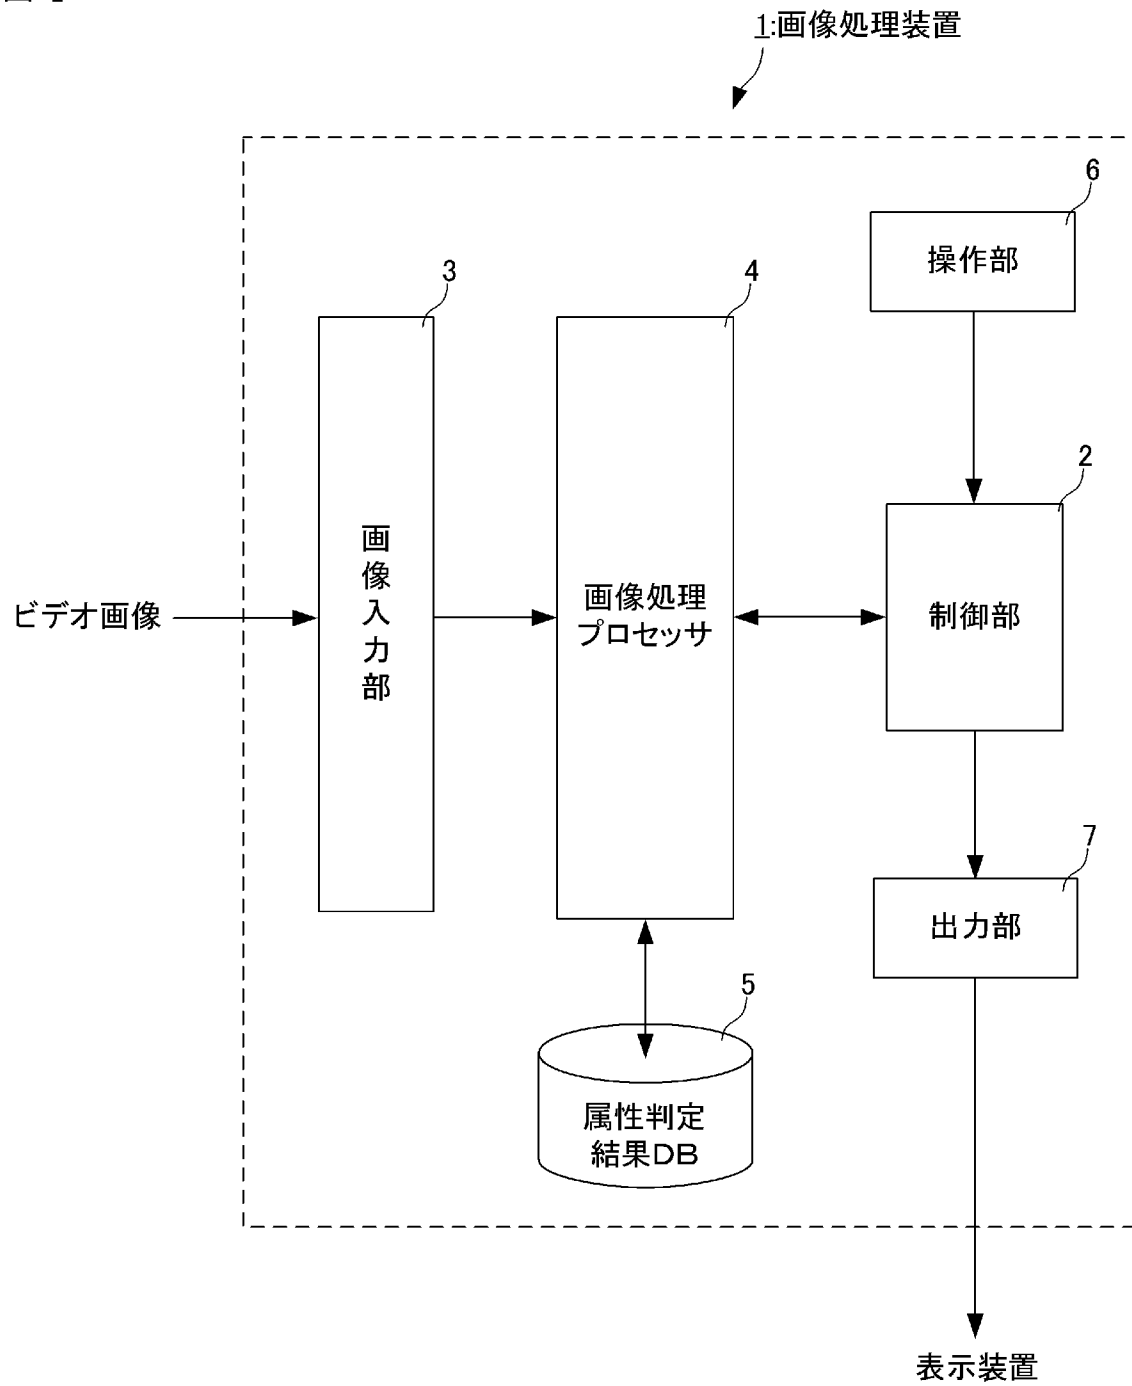 1:画像処理装置
6
操作部
3
4
2
画像入力部
画像処理
プロセッサ
制御部
ビデオ画像
7
出力部
5
属性判定
結果DB
表示装置